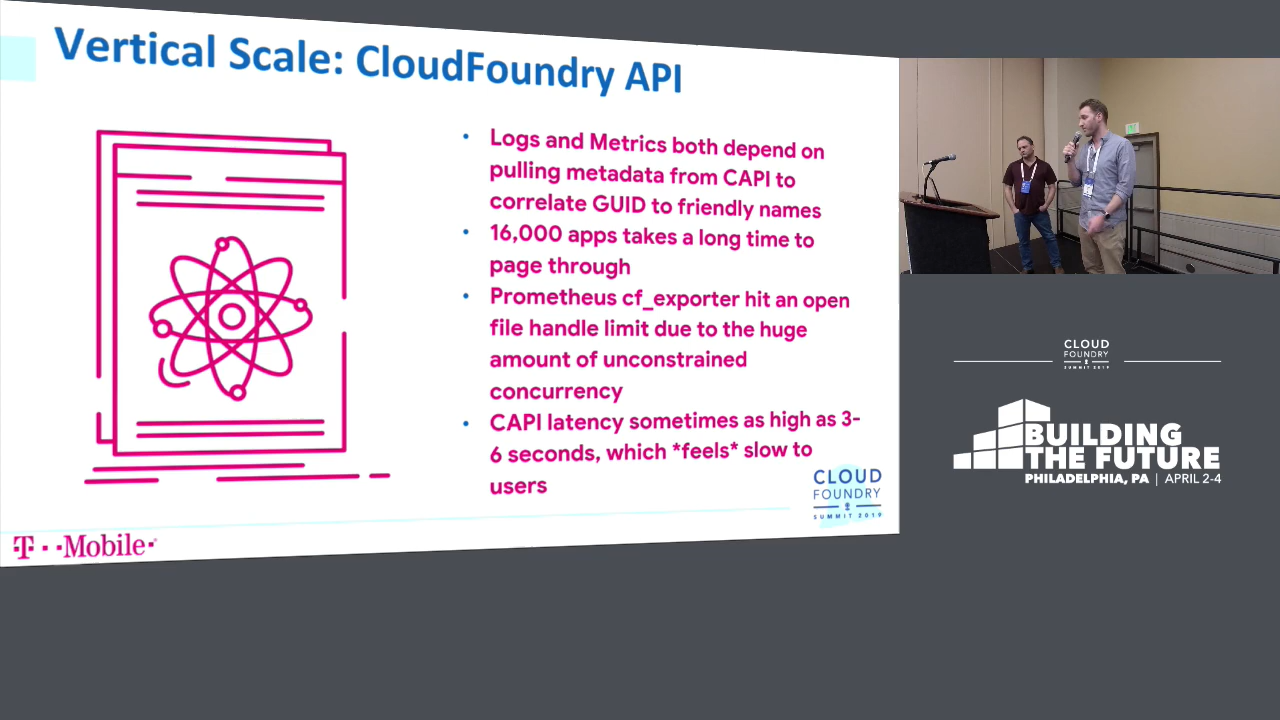 Vertical Scale: CloudFoundry API
• Logs and Metrics both depend on
pulling metadata from CAPI to
correlate GUID to friendly names
• 16,000 apps takes a long time to
page through
• Prometheus cf_exporter hit an open
file handle limit due to the huge
amount of unconstrained
concurrency
• CAPI latency sometimes as high as 3-
6 seconds, which *feels* slow to
users
CLOUD
FOUNDRY
SUMMIT 2019
T··Mobile·
CLOUD
FOUNDRY
SUMMIT 2019
BUILDING
THE FUTURE
PHILADELPHIA, PA | APRIL 2-4